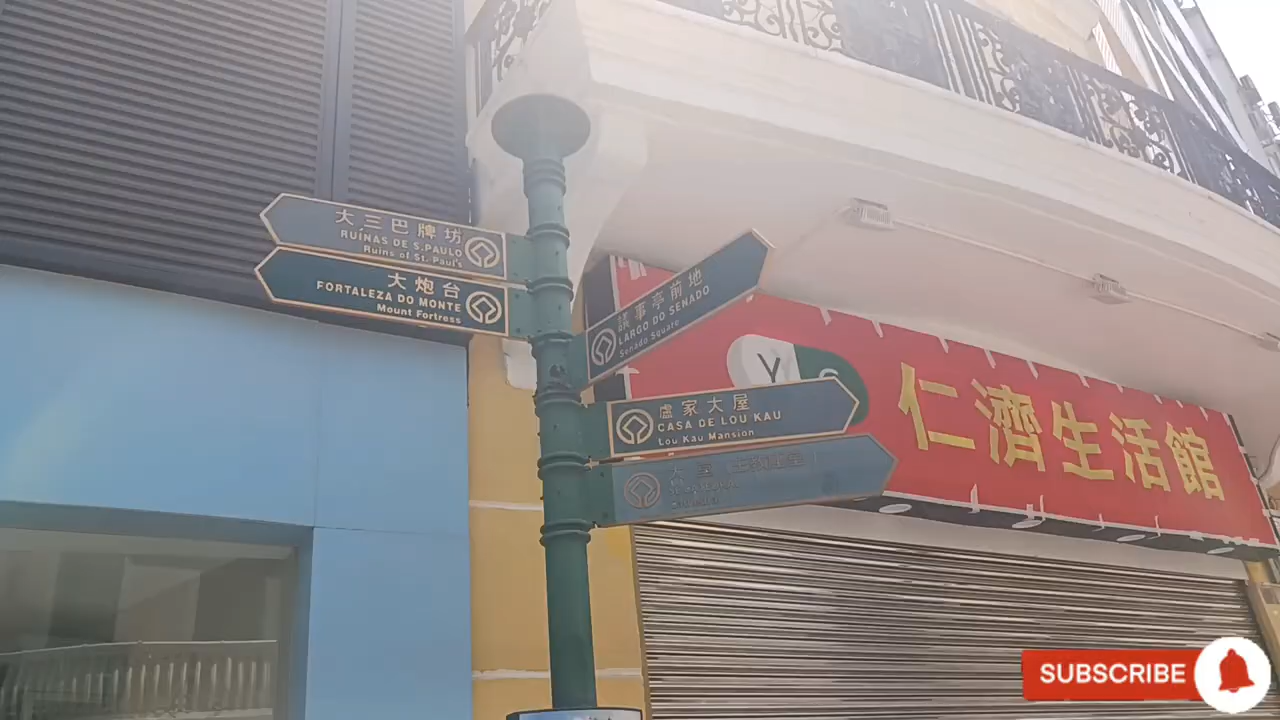 大三巴牌坊
RUÍNAS DE S.PAULO
Ruins of St. Paul's
大炮台
FORTALEZA DO MONTE
Mount Fortress
議事亭前地
LARGO DO SENADO
Senado Square
盧家大屋
CASA DE LOU KAU
Lou Kau Mansion
大堂
Y
仁濟生活館
SUBSCRIBE